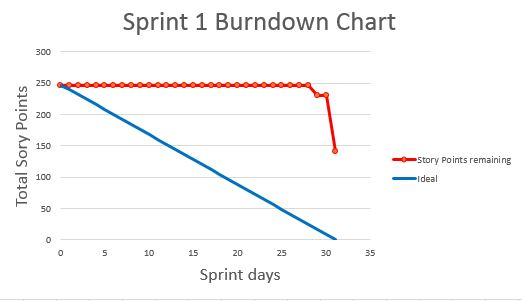 Sprint 1 Burndown Chart
Total Sory Points
300
250
200
150
100
50
0
0 5 10 15 20 25 30 35
Sprint days
Story Points remaining
Ideal